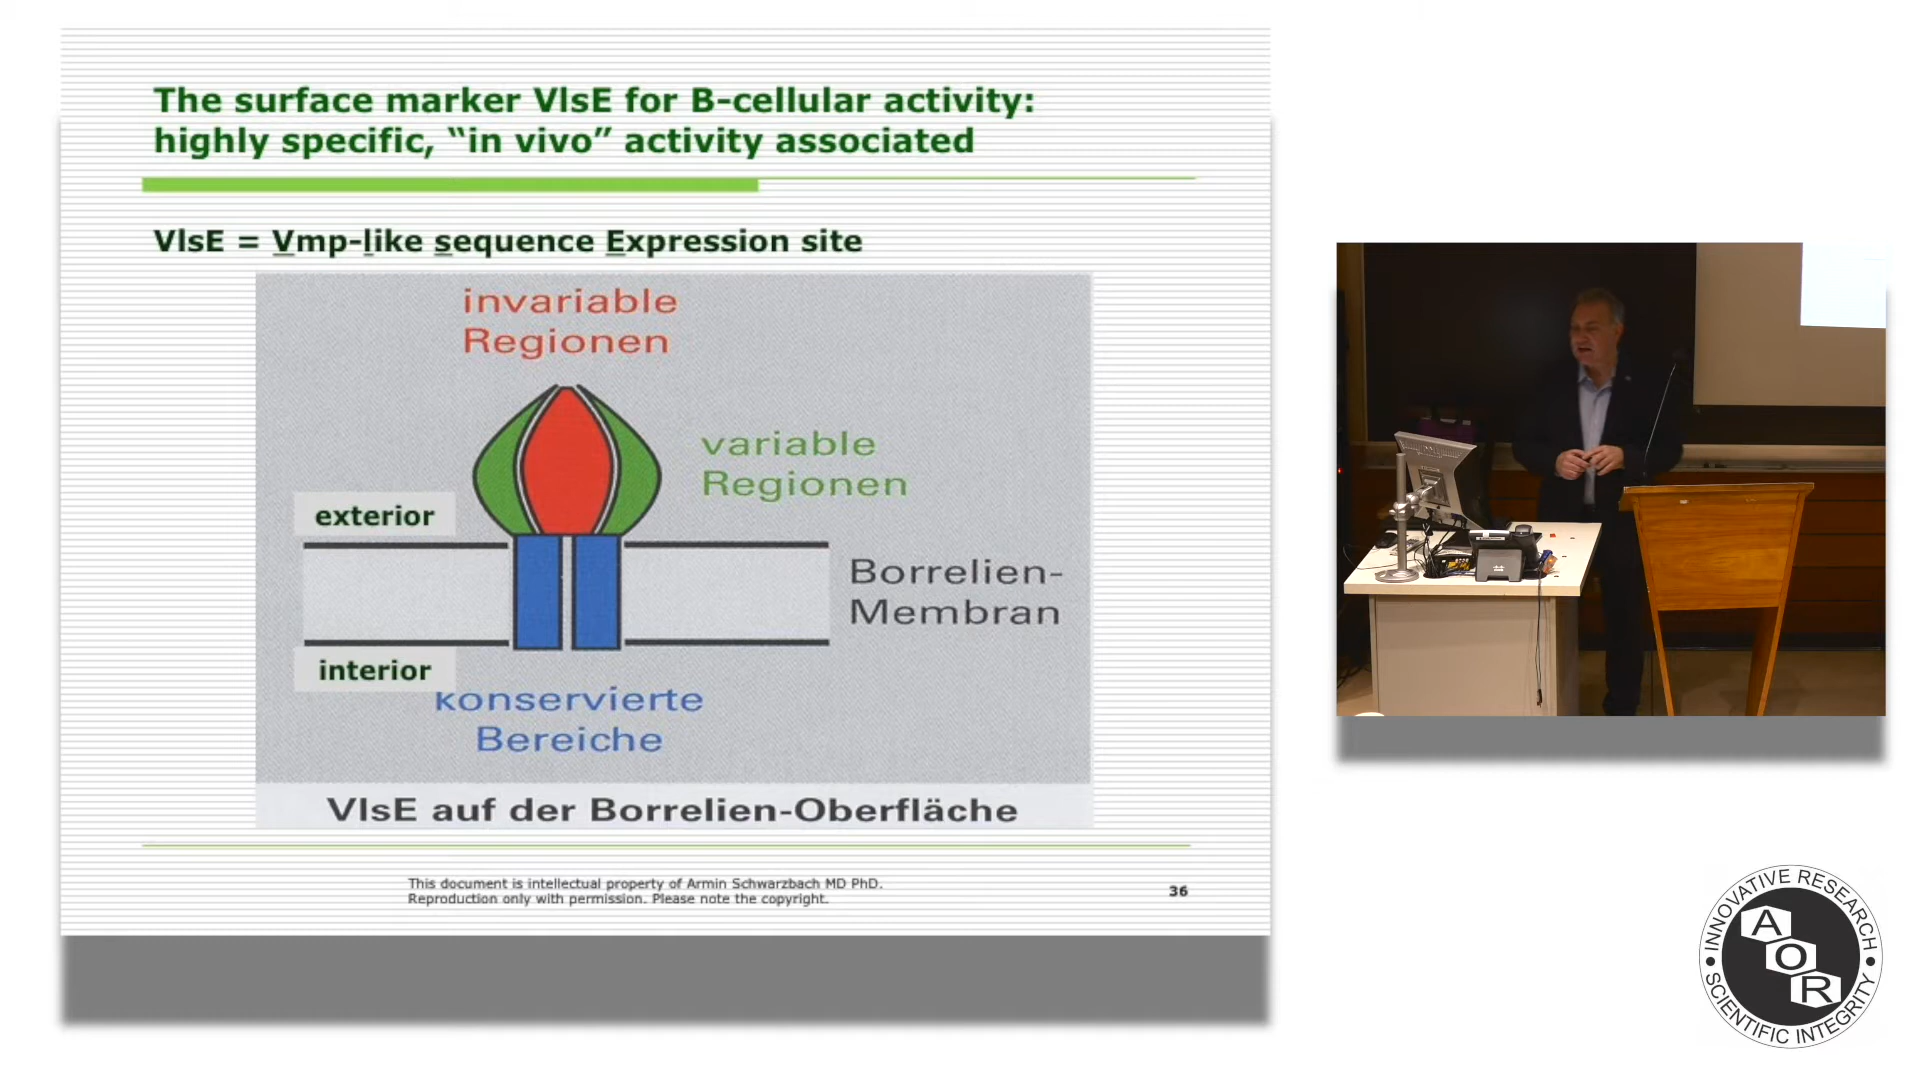 The surface marker VlsE for B-cellular activity:
highly specific, “in vivo” activity associated
VlsE = Vmp-like sequence Expression site
invariable
Regionen
variable
Regionen
exterior
Borrelien-
Membran
interior
konservierte
Bereiche
VlsE auf der Borrelien-Oberfläche
This document is intellectual property of Armin Schwarzbach MD PhD.
Reproduction only with permission. Please note the copyright.
36
INNOVATIVE RESEARCH
AOR
SCIENTIFIC INTEGRITY